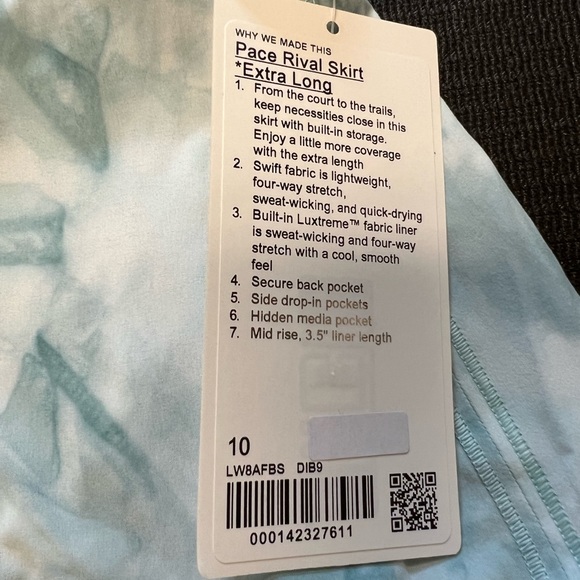 WHY WE MADE THIS
Pace Rival Skirt
*Extra Long
1. From the court to the trails,
keep necessities close in this
skirt with built-in storage.
Enjoy a little more coverage
with the extra length
2. Swift fabric is lightweight,
four-way stretch,
sweat-wicking, and quick-drying
3. Built-in Luxtreme™ fabric liner
is sweat-wicking and four-way
stretch with a cool, smooth
feel
4. Secure back pocket
5. Side drop-in pockets
6. Hidden media pocket
7. Mid rise, 3.5" liner length
10
LW8AFBS DIB9
000142327611